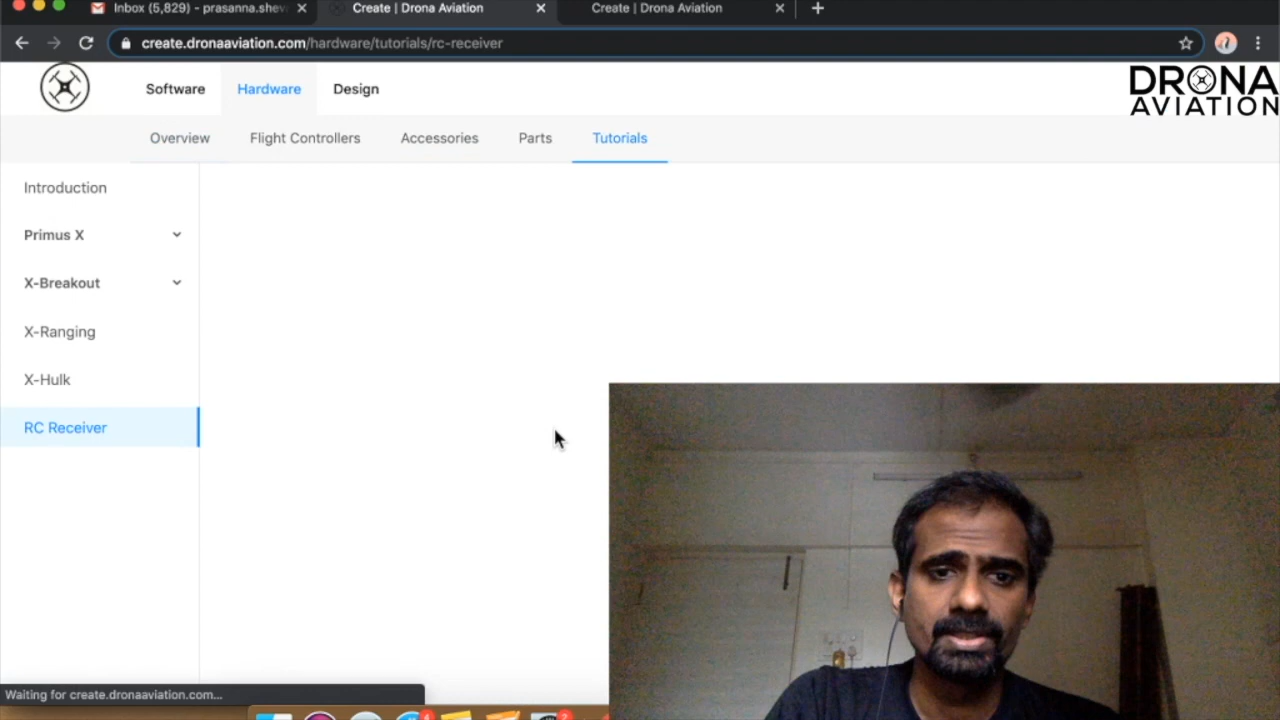 Inbox (5,829) - prasanna.shev
Create | Drona Aviation
Create | Drona Aviation
create.dronaaviation.com/hardware/tutorials/rc-receiver
Software
Hardware
Design
DRONA
AVIATION
Overview
Flight Controllers
Accessories
Parts
Tutorials
Introduction
Primus X
X-Breakout
X-Ranging
X-Hulk
RC Receiver
Waiting for create.dronaaviation.com...